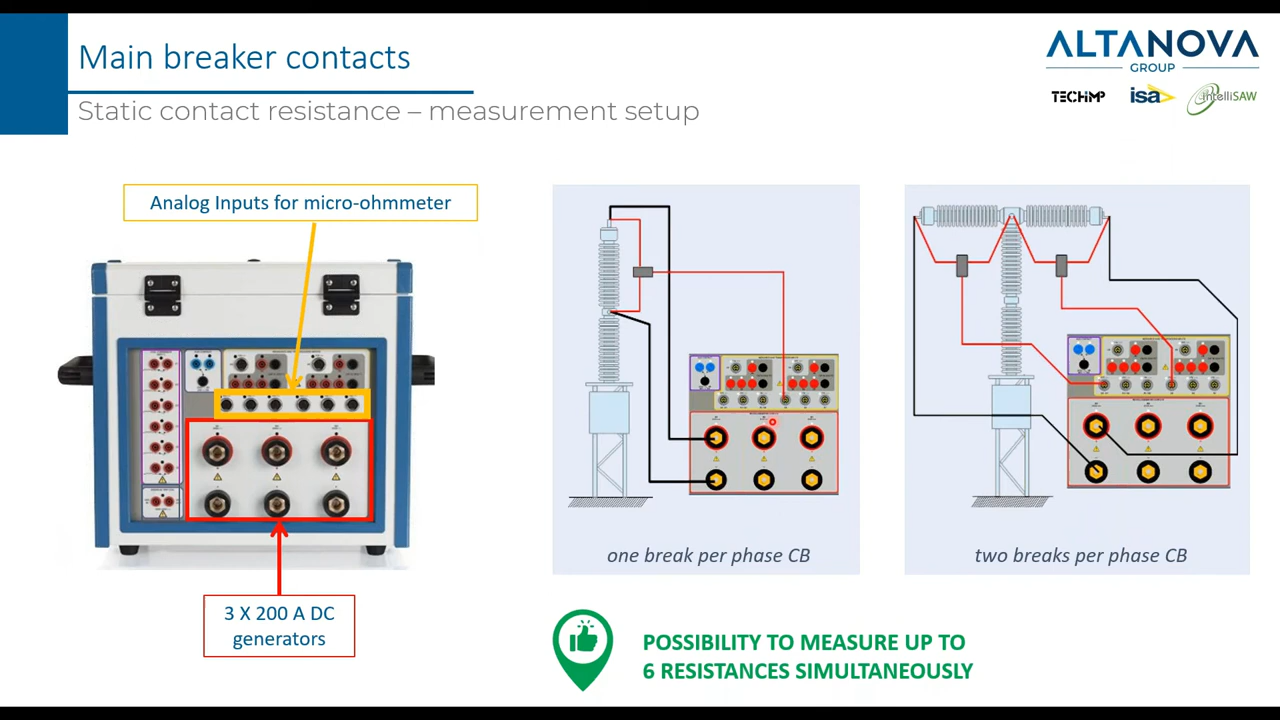 Main breaker contacts
Static contact resistance – measurement setup
ALTANOVA
GROUP
TECHIMP
isa
intelliSAW
Analog Inputs for micro-ohmmeter
3 X 200 A DC
generators
one break per phase CB
two breaks per phase CB
POSSIBILITY TO MEASURE UP TO
6 RESISTANCES SIMULTANEOUSLY